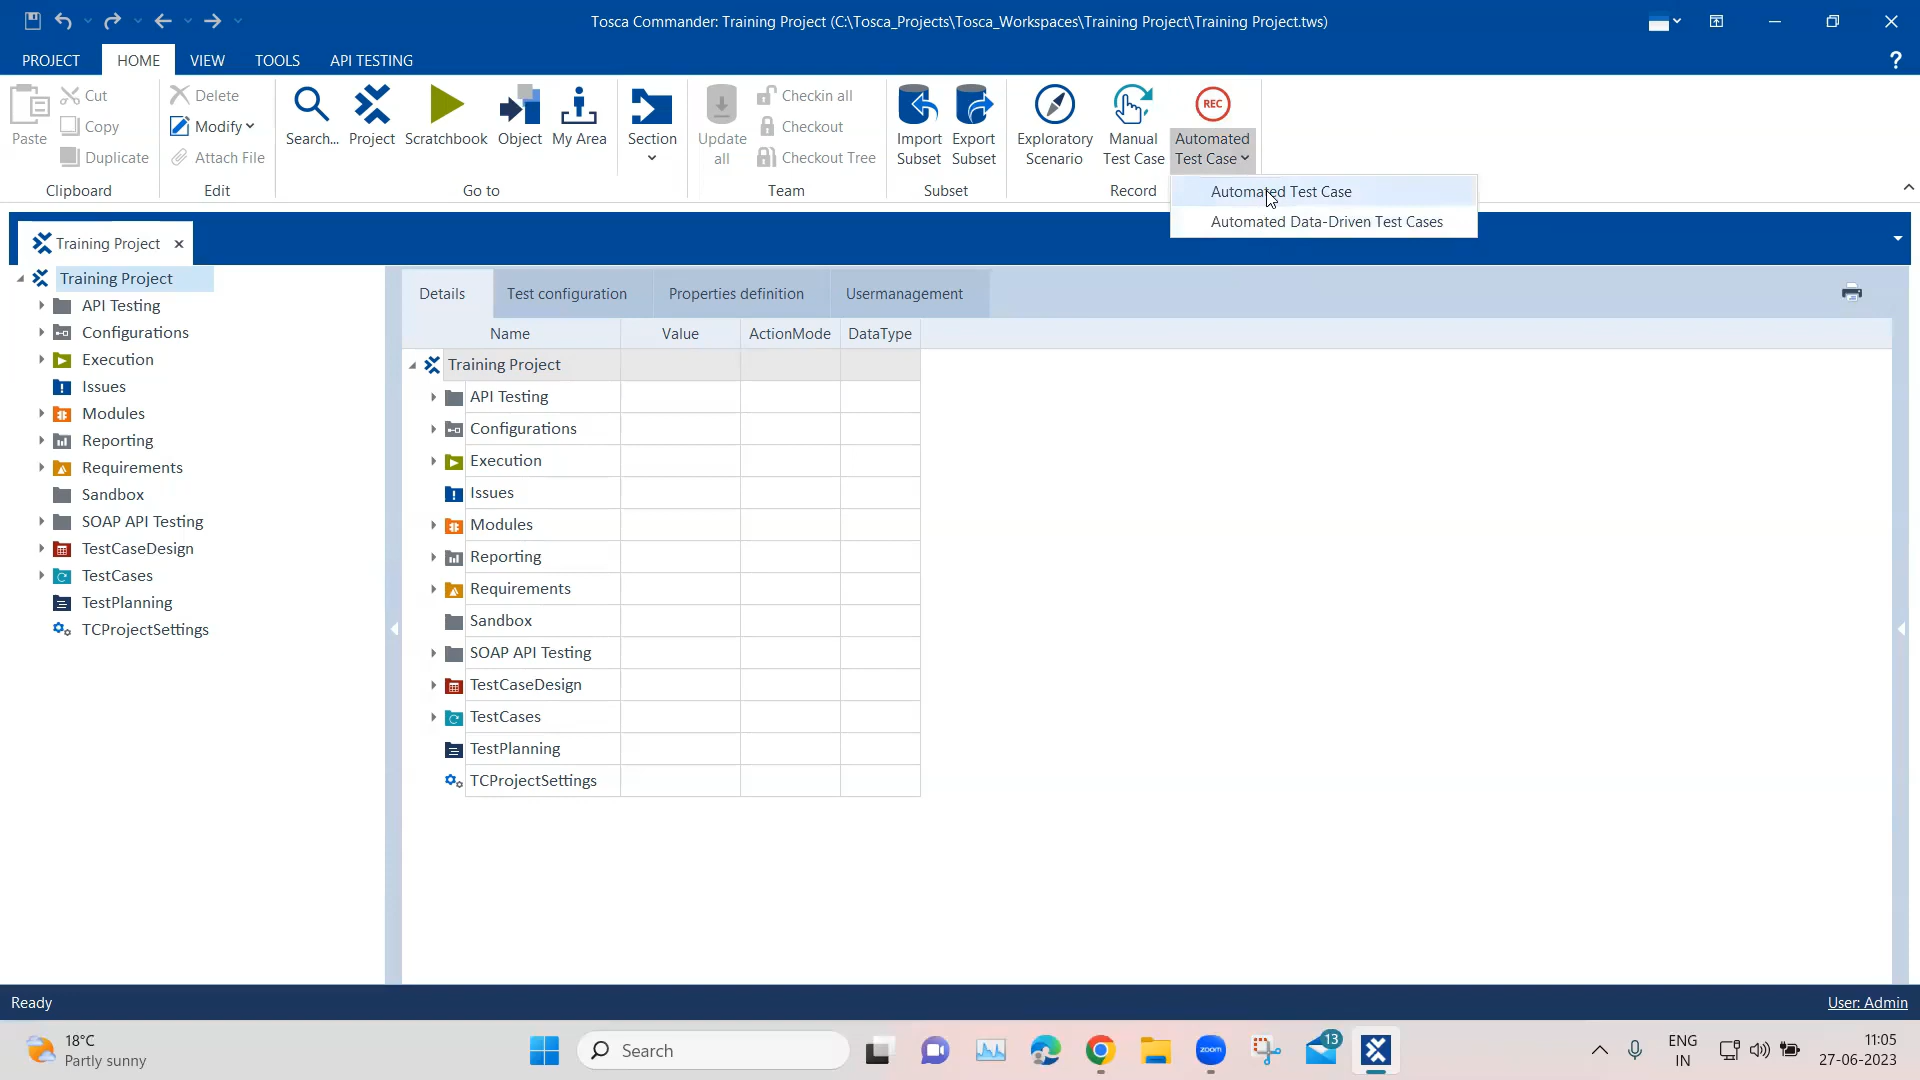 Tosca Commander: Training Project (C:\Tosca_Projects\Tosca_Workspaces\Training Project\Training Project.tws)
PROJECT HOME VIEW TOOLS API TESTING ?
Paste
Cut
Copy
Duplicate
Clipboard
Delete
Modify
Attach File
Edit
Search...
Project
Scratchbook
Object
My Area
Go to
Section
Update all
Checkin all
Checkout
Checkout Tree
Team
Import Subset
Export Subset
Subset
Exploratory Scenario
Manual Test Case
REC
Automated Test Case
Record
Automated Test Case
Automated Data-Driven Test Cases
Training Project
Training Project
API Testing
Configurations
Execution
Issues
Modules
Reporting
Requirements
Sandbox
SOAP API Testing
TestCaseDesign
TestCases
TestPlanning
TCProjectSettings
Details Test configuration Properties definition Usermanagement
Name Value ActionMode DataType
Training Project
API Testing
Configurations
Execution
Issues
Modules
Reporting
Requirements
Sandbox
SOAP API Testing
TestCaseDesign
TestCases
TestPlanning
TCProjectSettings
Ready
User: Admin
18°C
Partly sunny
Search
zoom
13
ENG
IN
11:05
27-06-2023